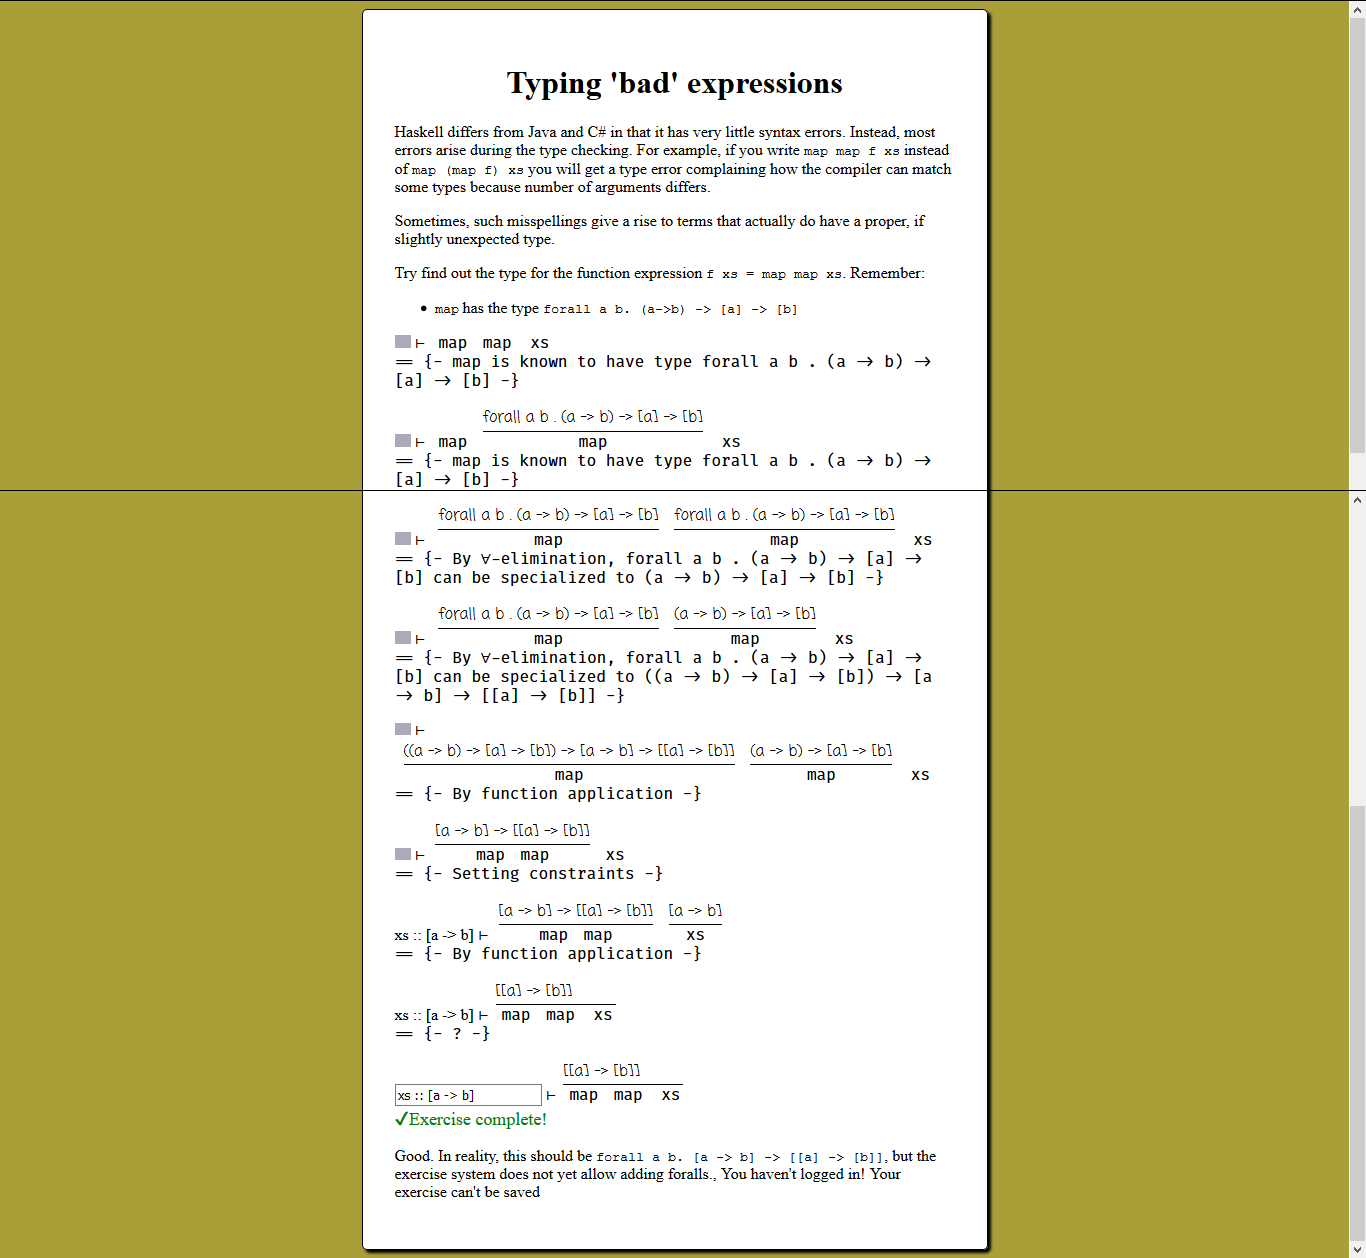 Typing 'bad' expressions
Haskell differs from Java and C# in that it has very little syntax errors. Instead, most
errors arise during the type checking. For example, if you write map map f xs instead
of map (map f) xs you will get a type error complaining how the compiler can match
some types because number of arguments differs.
Sometimes, such misspellings give a rise to terms that actually do have a proper, if
slightly unexpected type.
Try find out the type for the function expression f xs = map map xs. Remember:
• map has the type forall a b. (a->b) -> [a] -> [b]
⊢ map map xs
== {- map is known to have type forall a b . (a → b) →
[a] → [b] -}
forall a b . (a -> b) -> [a] -> [b]
⊢ map map xs
== {- map is known to have type forall a b . (a → b) →
[a] → [b] -}
forall a b . (a -> b) -> [a] -> [b] forall a b . (a -> b) -> [a] -> [b]
⊢ map map xs
== {- By ∀-elimination, forall a b . (a → b) → [a] →
[b] can be specialized to (a → b) → [a] → [b] -}
forall a b . (a -> b) -> [a] -> [b] (a -> b) -> [a] -> [b]
⊢ map map xs
== {- By ∀-elimination, forall a b . (a → b) → [a] →
[b] can be specialized to ((a → b) → [a] → [b]) → [a
→ b] → [[a] → [b]] -}
⊢
((a -> b) -> [a] -> [b]) -> [a -> b] -> [[a] -> [b]] (a -> b) -> [a] -> [b]
map map xs
== {- By function application -}
[a -> b] -> [[a] -> [b]]
⊢ map map xs
== {- Setting constraints -}
[a -> b] -> [[a] -> [b]] [a -> b]
xs :: [a -> b] ⊢ map map xs
== {- By function application -}
[[a] -> [b]]
xs :: [a -> b] ⊢ map map xs
== {- ? -}
[[a] -> [b]]
xs :: [a -> b] ⊢ map map xs
✓Exercise complete!
Good. In reality, this should be forall a b. [a -> b] -> [[a] -> [b]], but the
exercise system does not yet allow adding foralls., You haven't logged in! Your
exercise can't be saved